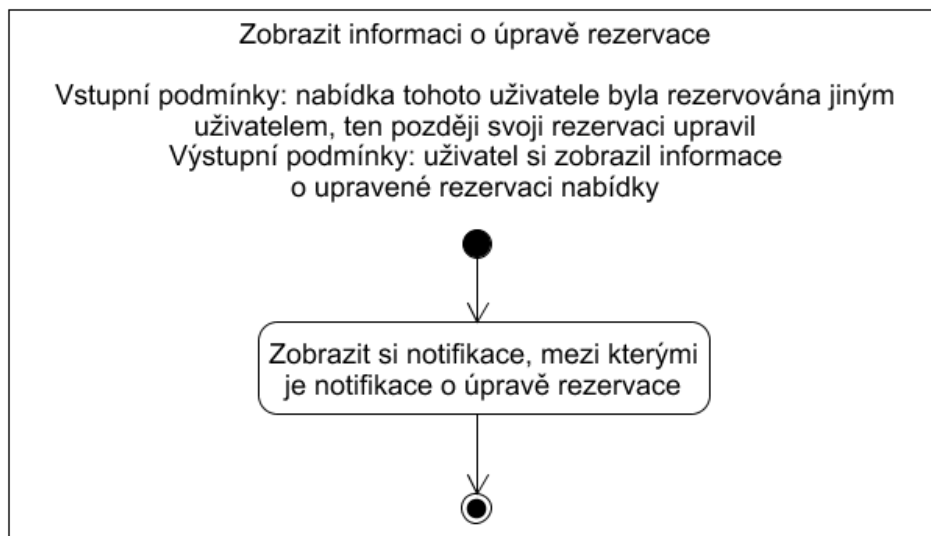 Zobrazit informaci o úpravě rezervace
Vstupní podmínky: nabídka tohoto uživatele byla rezervována jiným
uživatelem, ten později svoji rezervaci upravil
Výstupní podmínky: uživatel si zobrazil informace
o upravené rezervaci nabídky
Zobrazit si notifikace, mezi kterými
je notifikace o úpravě rezervace